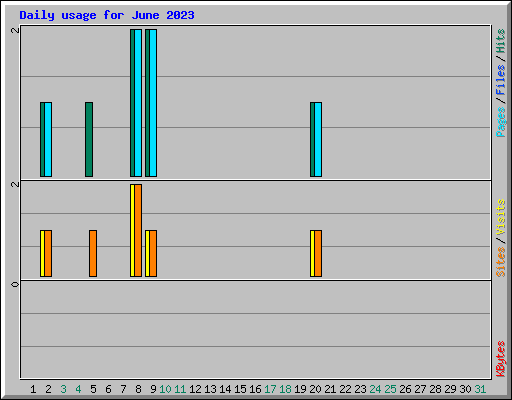 Daily usage for June 2023
2
Pages / Files / Hits
2
Sites / Visits
0
KBytes
1 2 3 4 5 6 7 8 9 10 11 12 13 14 15 16 17 18 19 20 21 22 23 24 25 26 27 28 29 30 31